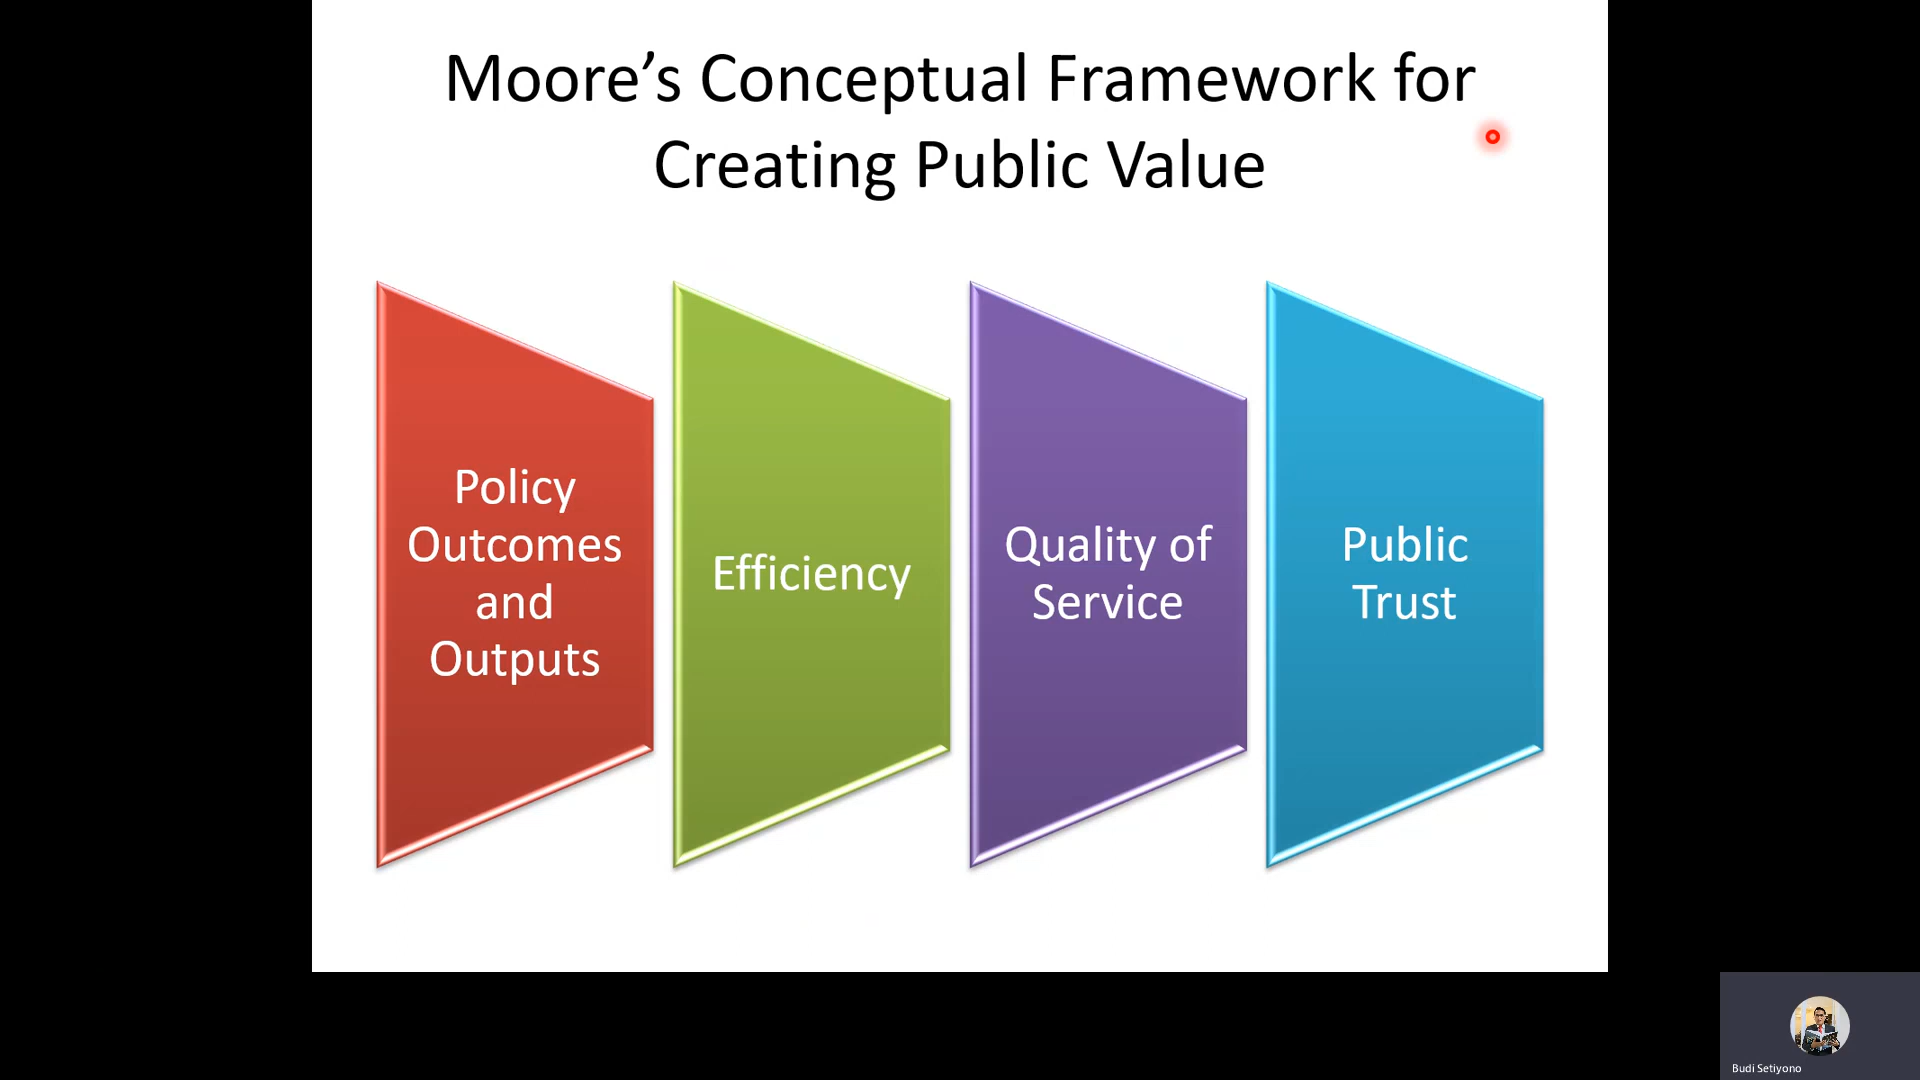 Moore’s Conceptual Framework for
Creating Public Value
Policy
Outcomes
and
Outputs
Efficiency
Quality of
Service
Public
Trust
Budi Setiyono